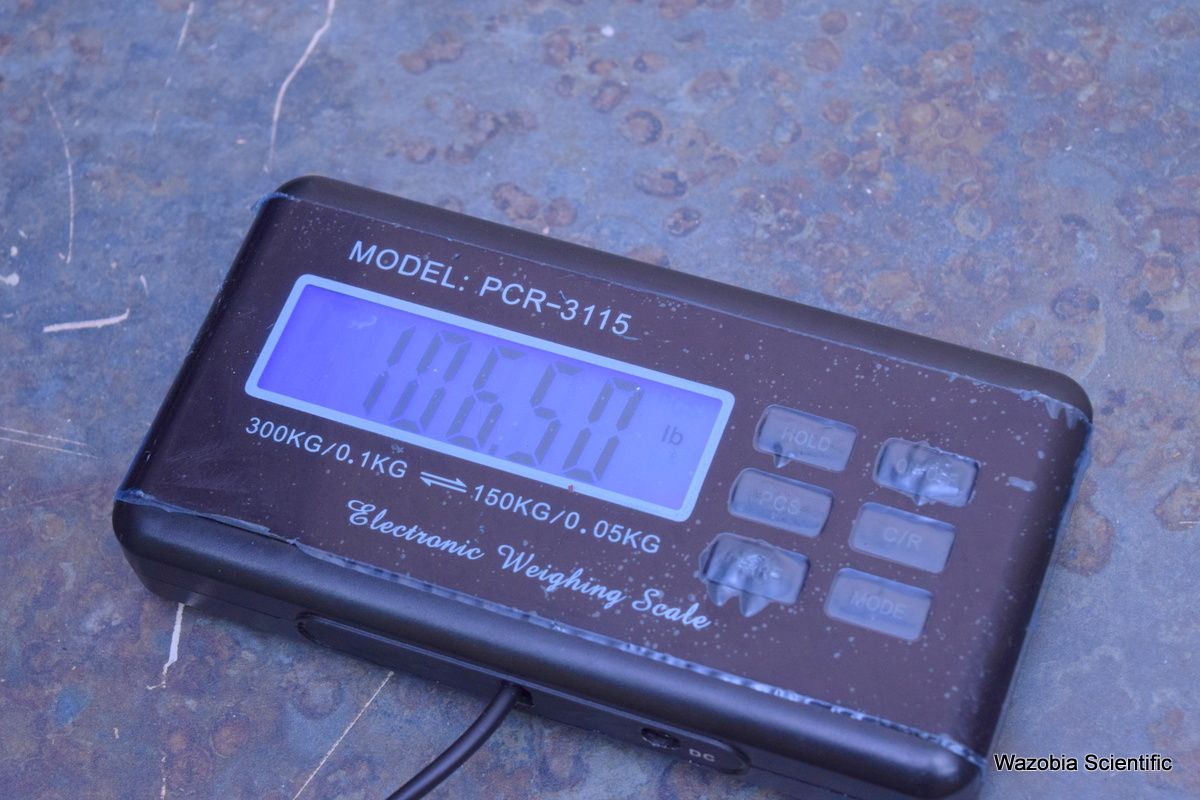 MODEL: PCR-3115
106.50 lb
300KG/0.1KG ⇌ 150KG/0.05KG
Electronic Weighing Scale
HOLD
PCS
C/R
MODE
DC
Wazobia Scientific